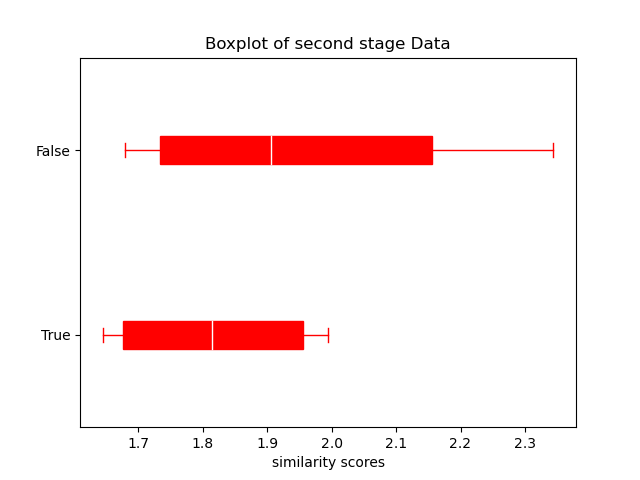 Boxplot of second stage Data
False
True
1.7 1.8 1.9 2.0 2.1 2.2 2.3
similarity scores